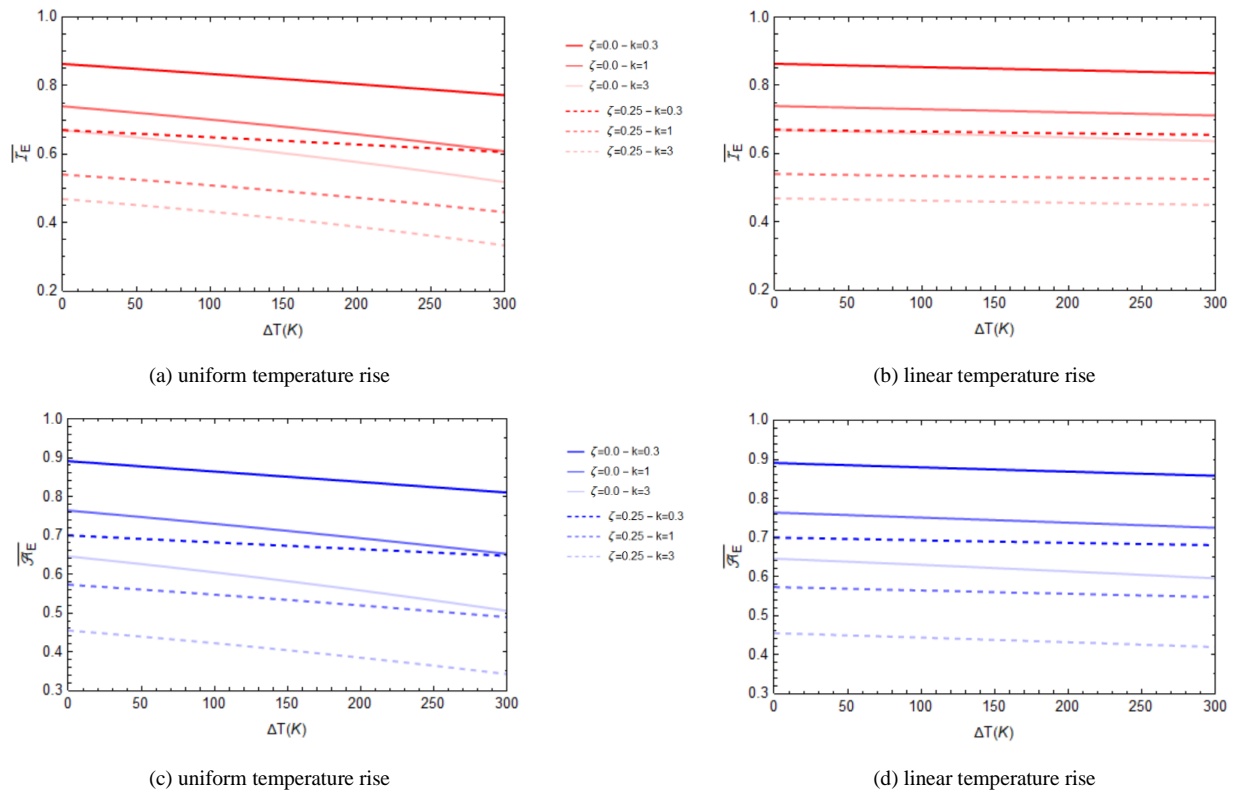 1.0
0.8
0.6
0.4
0.2
0 50 100 150 200 250 300
ΔT(K)
ℐ_E
ζ=0.0 – k=0.3
ζ=0.0 – k=1
ζ=0.0 – k=3
ζ=0.25 – k=0.3
ζ=0.25 – k=1
ζ=0.25 – k=3
1.0
0.8
0.6
0.4
0.2
0 50 100 150 200 250 300
ΔT(K)
ℐ_E
(a) uniform temperature rise
(b) linear temperature rise
1.0
0.9
0.8
0.7
0.6
0.5
0.4
0.3
0 50 100 150 200 250 300
ΔT(K)
𝒜_E
ζ=0.0 – k=0.3
ζ=0.0 – k=1
ζ=0.0 – k=3
ζ=0.25 – k=0.3
ζ=0.25 – k=1
ζ=0.25 – k=3
1.0
0.9
0.8
0.7
0.6
0.5
0.4
0.3
0 50 100 150 200 250 300
ΔT(K)
𝒜_E
(c) uniform temperature rise
(d) linear temperature rise